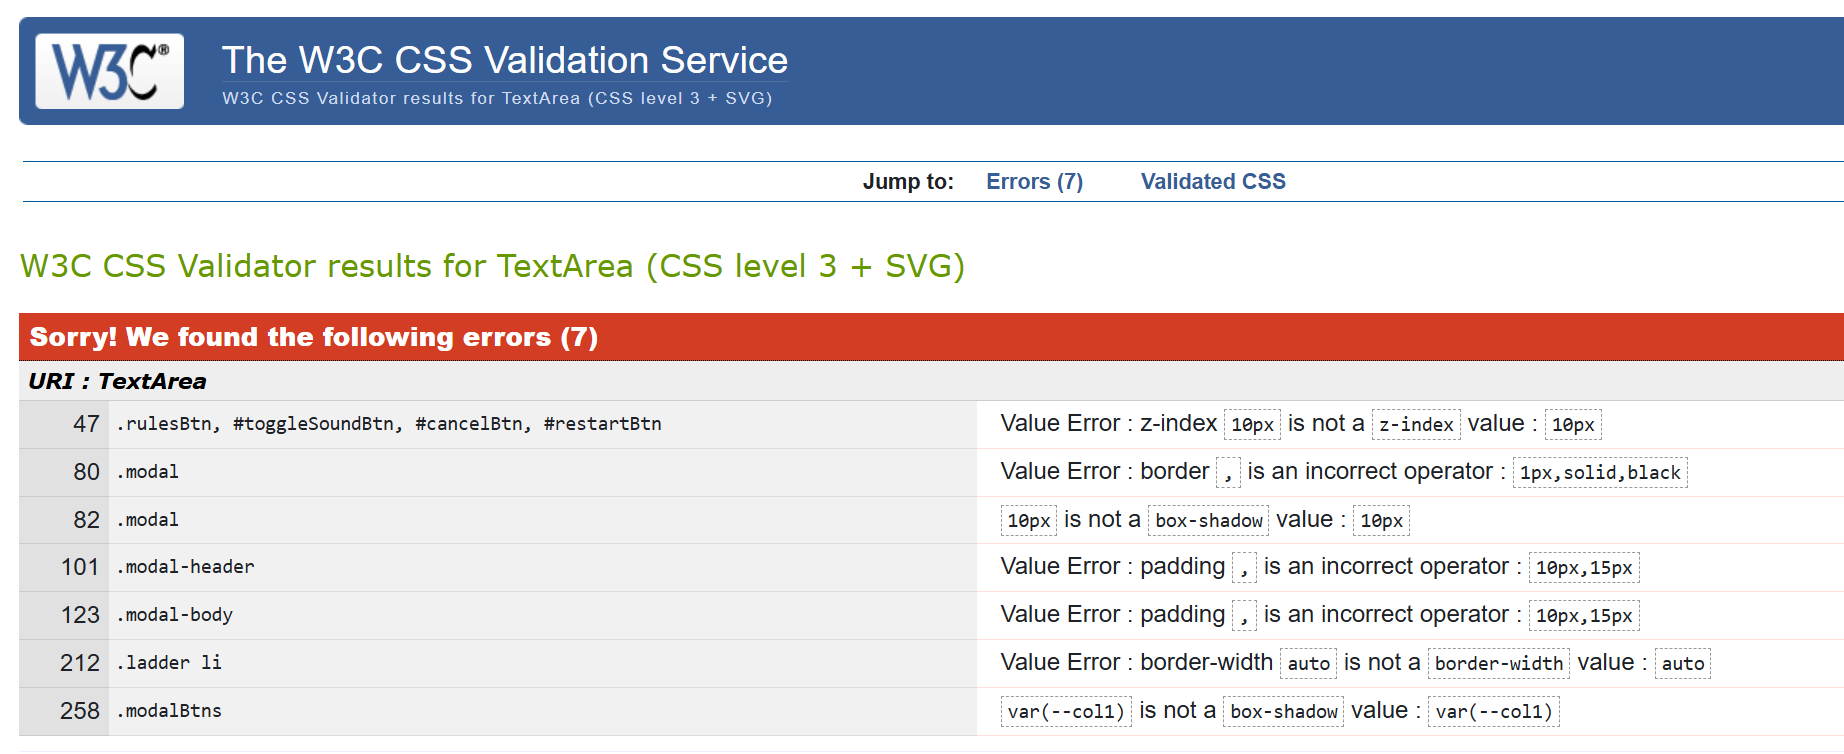 W3C®
The W3C CSS Validation Service
W3C CSS Validator results for TextArea (CSS level 3 + SVG)
Jump to: Errors (7) Validated CSS
W3C CSS Validator results for TextArea (CSS level 3 + SVG)
Sorry! We found the following errors (7)
URI : TextArea
47 .rulesBtn, #toggleSoundBtn, #cancelBtn, #restartBtn Value Error : z-index 10px is not a z-index value : 10px
80 .modal Value Error : border , is an incorrect operator : 1px,solid,black
82 .modal 10px is not a box-shadow value : 10px
101 .modal-header Value Error : padding , is an incorrect operator : 10px,15px
123 .modal-body Value Error : padding , is an incorrect operator : 10px,15px
212 .ladder li Value Error : border-width auto is not a border-width value : auto
258 .modalBtns var(--col1) is not a box-shadow value : var(--col1)